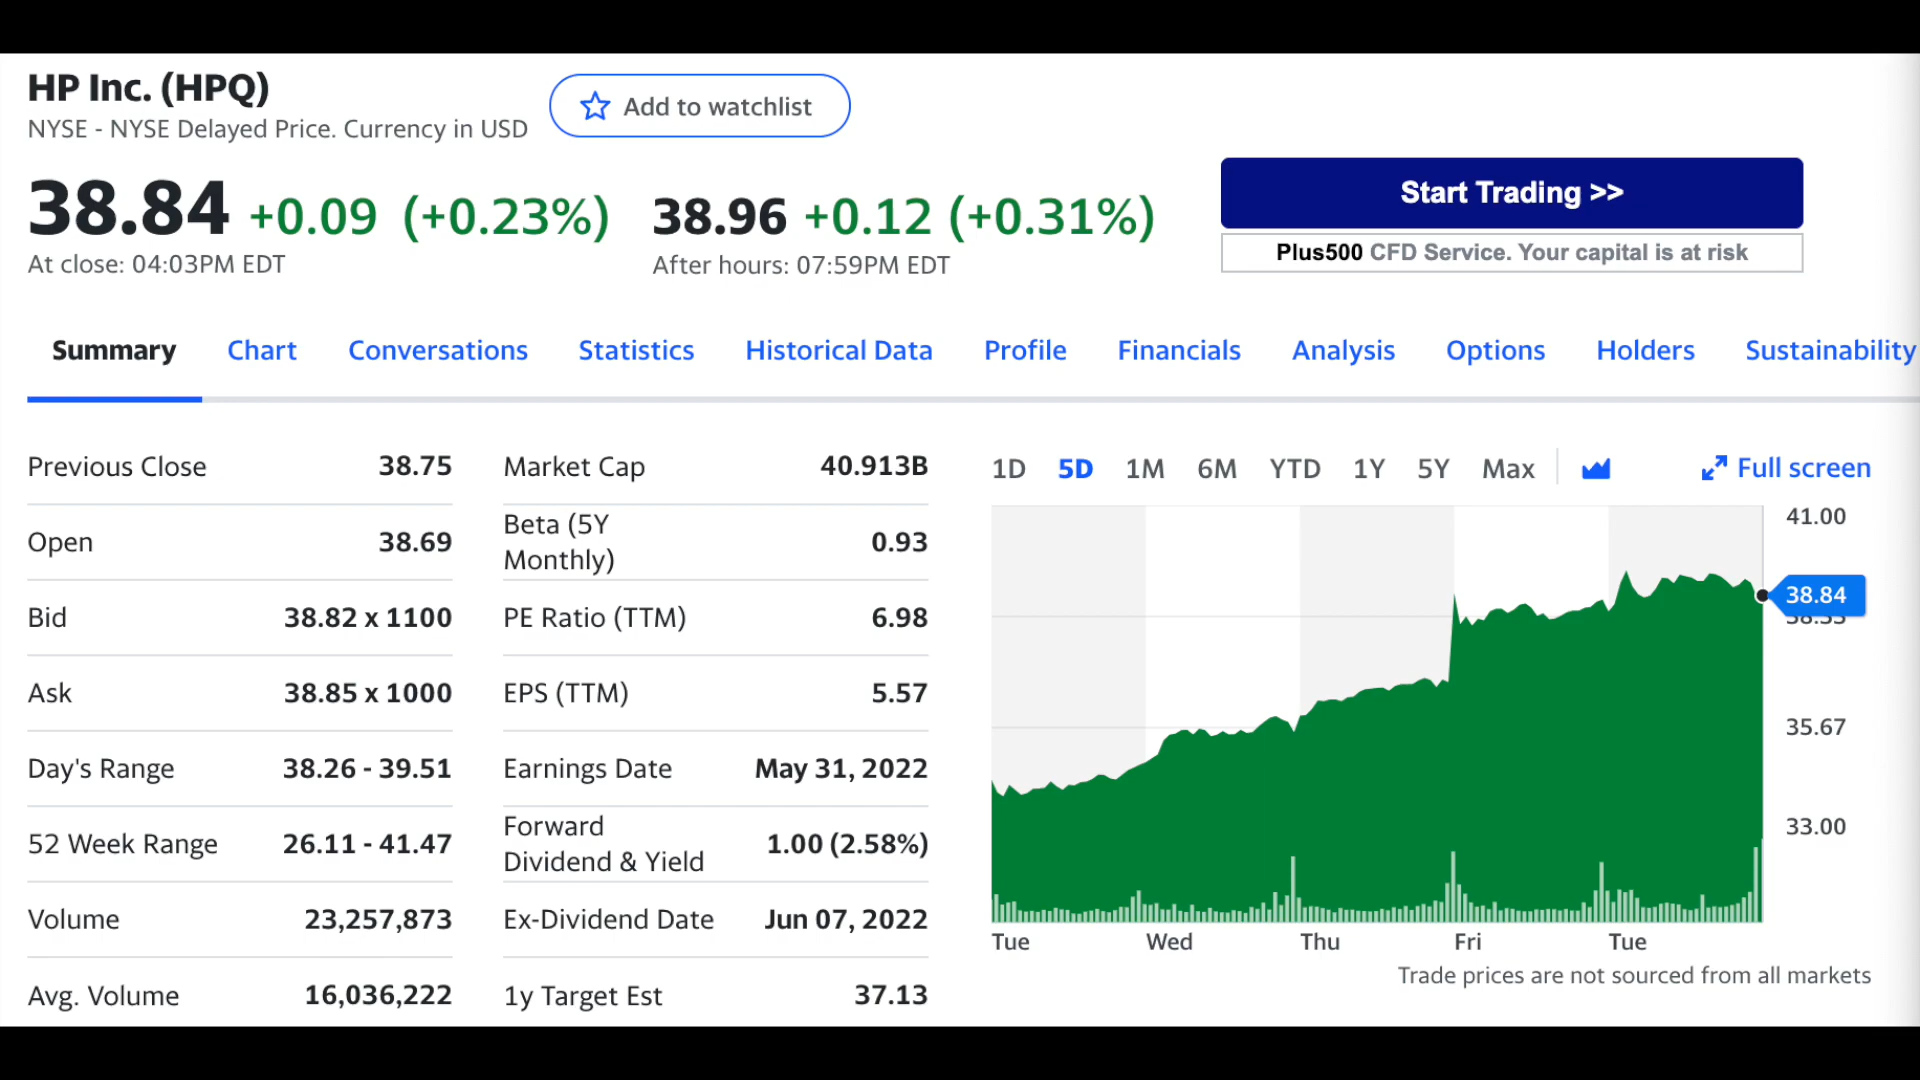 HP Inc. (HPQ)
NYSE - NYSE Delayed Price. Currency in USD
Add to watchlist
38.84 +0.09 (+0.23%)
At close: 04:03PM EDT
38.96 +0.12 (+0.31%)
After hours: 07:59PM EDT
Start Trading >>
Plus500 CFD Service. Your capital is at risk
Summary Chart Conversations Statistics Historical Data Profile Financials Analysis Options Holders Sustainability
Previous Close 38.75
Open 38.69
Bid 38.82 x 1100
Ask 38.85 x 1000
Day's Range 38.26 - 39.51
52 Week Range 26.11 - 41.47
Volume 23,257,873
Avg. Volume 16,036,222
Market Cap 40.913B
Beta (5Y
Monthly) 0.93
PE Ratio (TTM) 6.98
EPS (TTM) 5.57
Earnings Date May 31, 2022
Forward
Dividend & Yield 1.00 (2.58%)
Ex-Dividend Date Jun 07, 2022
1y Target Est 37.13
1D 5D 1M 6M YTD 1Y 5Y Max Full screen
41.00
38.84
35.67
33.00
Tue Wed Thu Fri Tue
Trade prices are not sourced from all markets